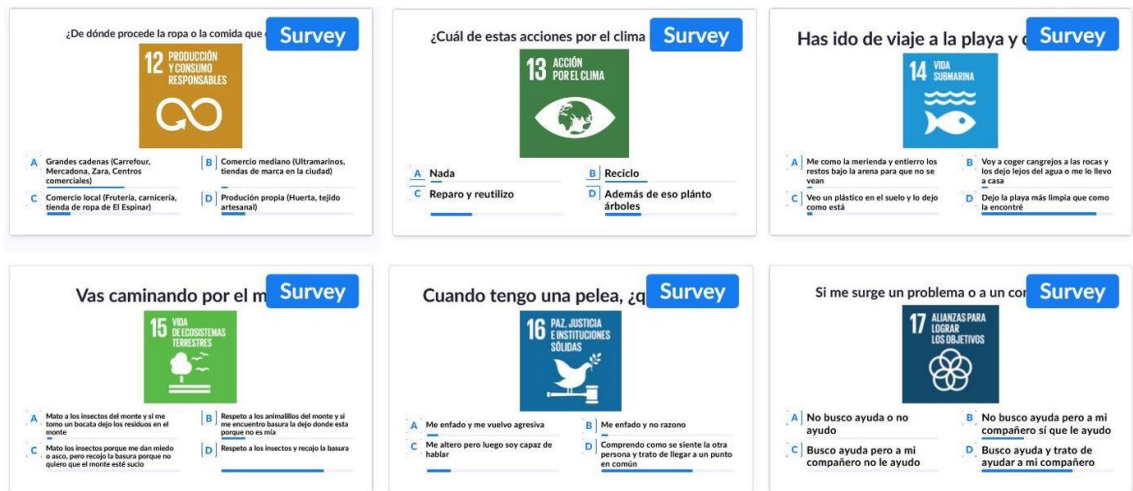 ¿De dónde procede la ropa o la comida que
Survey
12 PRODUCCIÓN
Y CONSUMO
RESPONSABLES
A Grandes cadenas (Carrefour,
Mercadona, Zara, Centros
comerciales)
B Comercio mediano (Ultramarinos,
tiendas de marca en la ciudad)
C Comercio local (Frutería, carnicería,
tienda de ropa de El Espinar)
D Produción propia (Huerta, tejido
artesanal)
¿Cuál de estas acciones por el clima
Survey
13 ACCIÓN
POR EL CLIMA
A Nada
B Reciclo
C Reparo y reutilizo
D Además de eso plánto
árboles
Has ido de viaje a la playa y
Survey
14 VIDA
SUBMARINA
A Me como la merienda y entierro los
restos bajo la arena para que no se
vean
B Voy a coger cangrejos a las rocas y
los dejo lejos del agua o me lo llevo
a casa
C Veo un plástico en el suelo y lo dejo
como está
D Dejo la playa más limpia que como
la encontré
Vas caminando por el
Survey
15 VIDA
DE ECOSISTEMAS
TERRESTRES
A Mato a los insectos del monte y si me
tomo un bocata dejo los residuos en el
monte
B Respeto a los animalillos del monte y si
me encuentro basura la dejo donde esta
porque no es mía
C Mato los insectos porque me dan miedo
o asco, pero recojo la basura porque no
quiero que el monte esté sucio
D Respeto a los insectos y recojo la basura
Cuando tengo una pelea,
Survey
16 PAZ, JUSTICIA
E INSTITUCIONES
SÓLIDAS
A Me enfado y me vuelvo agresiva
B Me enfado y no razono
C Me altero pero luego soy capaz de
hablar
D Comprendo como se siente la otra
persona y trato de llegar a un punto
en común
Si me surge un problema o a un
Survey
17 ALIANZAS PARA
LOGRAR
LOS OBJETIVOS
A No busco ayuda o no
ayudo
B No busco ayuda pero a mi
compañero sí que le ayudo
C Busco ayuda pero a mi
compañero no le ayudo
D Busco ayuda y trato de
ayudar a mi compañero